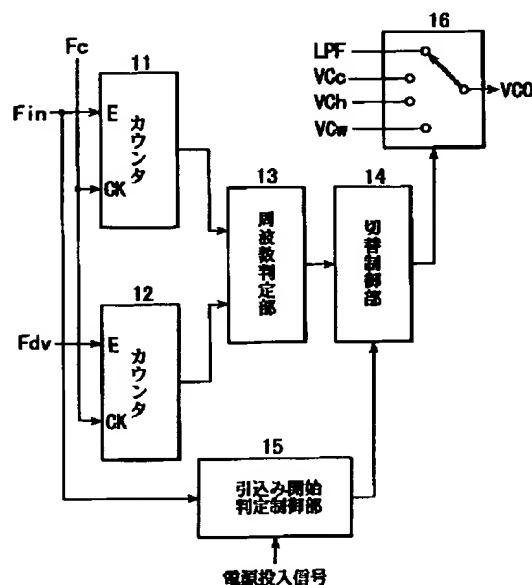 16
Fc
11
LPF
VCc
VCO
VCh
VCw
Fin
E
カウンタ
CK
13
14
周波数判定部
切替制御部
12
Fdv
E
カウンタ
CK
15
引込み開始
判定制御部
電源投入信号